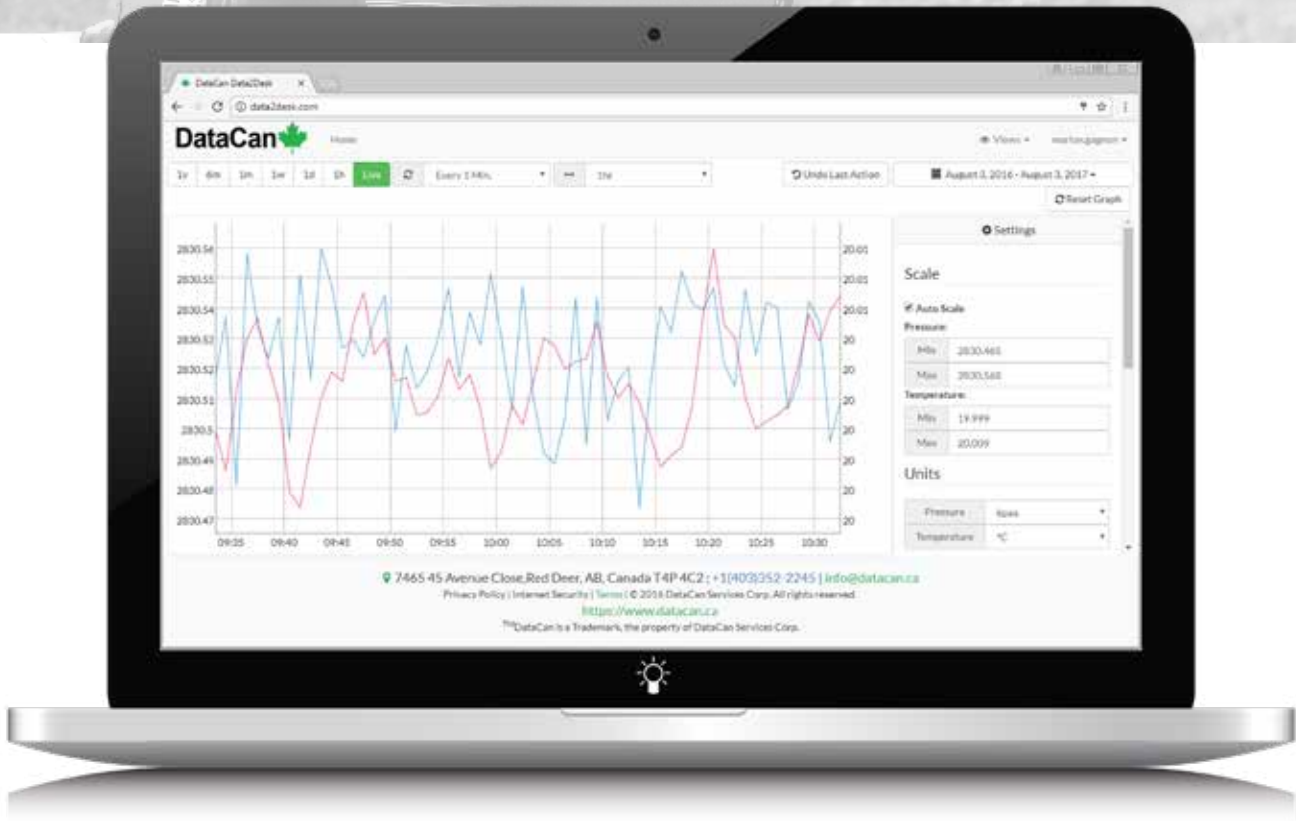 DataCan Data2Desk
data2desk.com
DataCan Home Views
1y 6m 1m 1w 1d 1h Live Every 1 Min. 1hr Undo Last Action August 3, 2016 - August 3, 2017
Reset Graph
Settings
2830.56 20.01
2830.55 20.01
Scale
2830.54 20.01
Auto Scale
Pressure:
2830.53 20
Min 2830.465
2830.52 20
Max 2830.568
Temperature:
2830.51 20
Min 19.999
2830.5 20
Max 20.009
2830.49 20
Units
2830.48 20
Pressure
2830.47 20
Temperature °C
09:35 09:40 09:45 09:50 09:55 10:00 10:05 10:10 10:15 10:20 10:25 10:30
7465 45 Avenue Close, Red Deer, AB, Canada T4P 4C2 ; +1(403)352-2245 | info@datacan.ca
Privacy Policy | Internet Security | Terms | © 2016 DataCan Services Corp. All rights reserved.
https://www.datacan.ca
TM DataCan is a Trademark, the property of DataCan Services Corp.